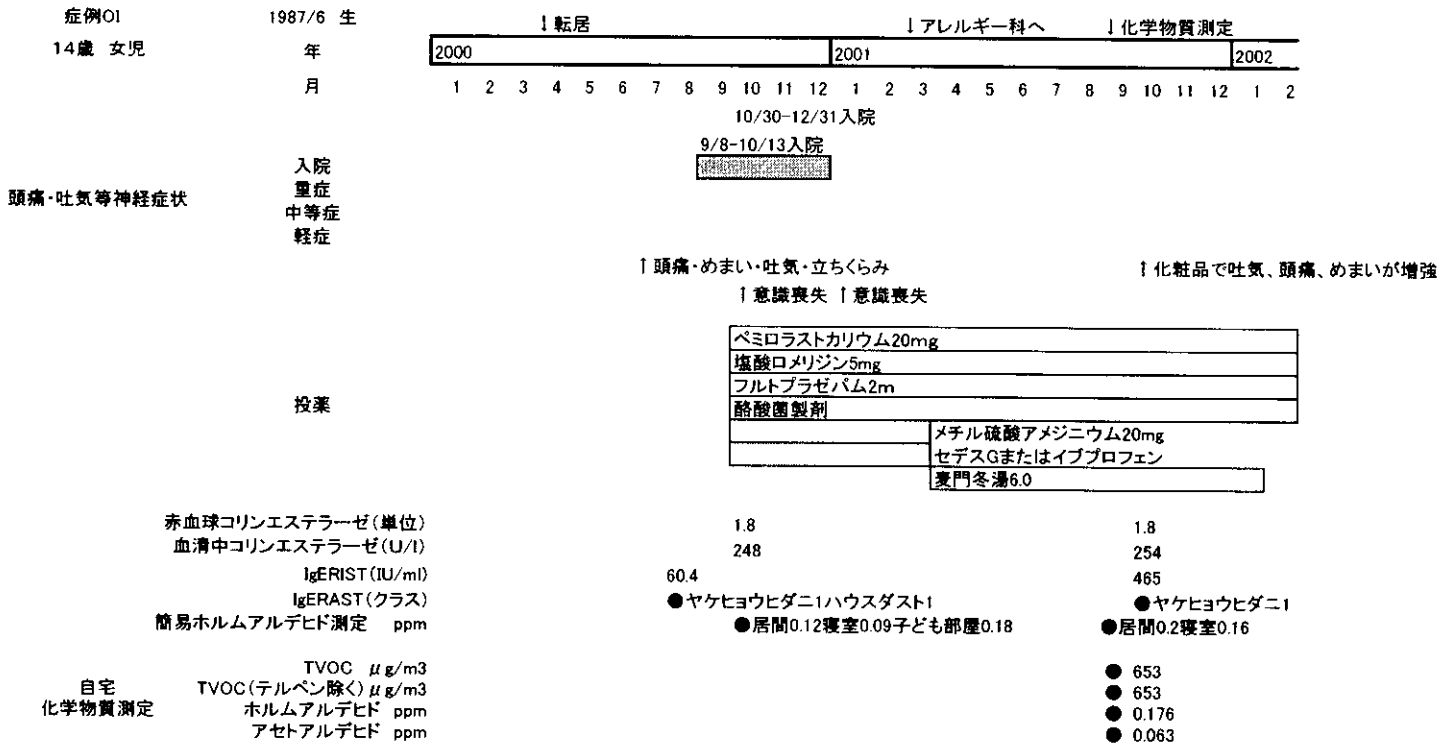 症例OI 1987/6 生 ↓転居 ↓アレルギー科へ ↓化学物質測定
14歳 女児 年 2000 2001 2002
月 1 2 3 4 5 6 7 8 9 10 11 12 1 2 3 4 5 6 7 8 9 10 11 12 1 2
10/30-12/31入院
9/8-10/13入院
入院
重症
頭痛・吐気等神経症状
中等症
軽症
↑頭痛・めまい・吐気・立ちくらみ ↑化粧品で吐気、頭痛、めまいが増強
↑意識喪失 ↑意識喪失
ペミロラストカリウム20mg
塩酸ロメリジン5mg
フルトプラゼパム2m
投薬 酪酸菌製剤
メチル硫酸アメジニウム20mg
セデスGまたはイブプロフェン
麦門冬湯6.0
赤血球コリンエステラーゼ(単位) 1.8 1.8
血清中コリンエステラーゼ(U/l) 248 254
IgERIST(IU/ml) 60.4 465
IgERAST(クラス) ●ヤケヒョウヒダニ1ハウスダスト1 ●ヤケヒョウヒダニ1
簡易ホルムアルデヒド測定 ppm ●居間0.12寝室0.09子ども部屋0.18 ●居間0.2寝室0.16
TVOC μg/m3 ● 653
自宅 TVOC(テルペン除く)μg/m3 ● 653
化学物質測定 ホルムアルデヒド ppm ● 0.176
アセトアルデヒド ppm ● 0.063